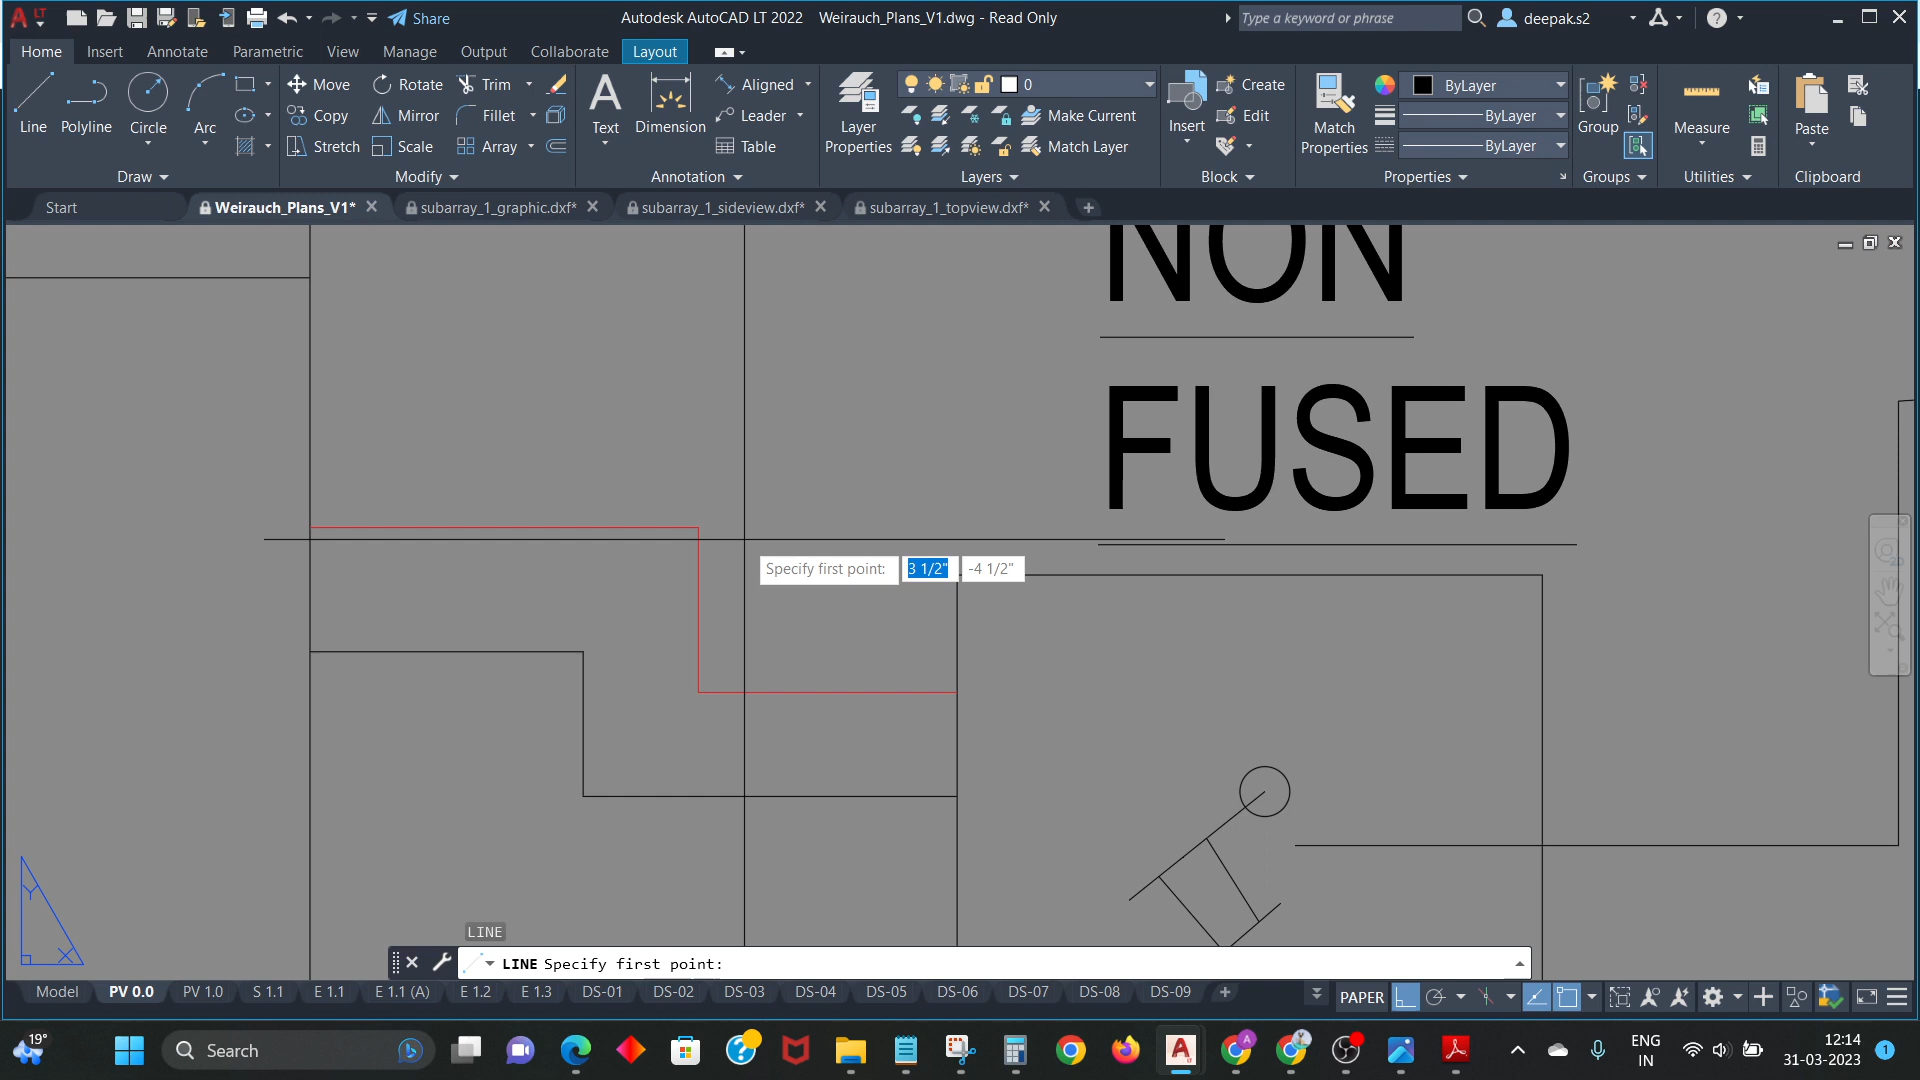 Share
Autodesk AutoCAD LT 2022 Weirauch_Plans_V1.dwg - Read Only
Type a keyword or phrase
deepak.s2
Home Insert Annotate Parametric View Manage Output Collaborate Layout
Line Polyline Circle Arc
Move Rotate Trim
Copy Mirror Fillet
Stretch Scale Array
Text Dimension
Aligned
Leader
Table
Layer Properties
0
Make Current
Match Layer
Insert
Create
Edit
Match Properties
ByLayer
ByLayer
ByLayer
Group
Measure
Paste
Draw Modify Annotation Layers Block Properties Groups Utilities Clipboard
Start Weirauch_Plans_V1* subarray_1_graphic.dxf* subarray_1_sideview.dxf* subarray_1_topview.dxf*
NON
FUSED
Specify first point: 3 1/2" -4 1/2"
Y
X
LINE
LINE Specify first point:
Model PV 0.0 PV 1.0 S 1.1 E 1.1 E 1.1 (A) E 1.2 E 1.3 DS-01 DS-02 DS-03 DS-04 DS-05 DS-06 DS-07 DS-08 DS-09 PAPER
19°
Search
ENG
IN
12:14
31-03-2023
1